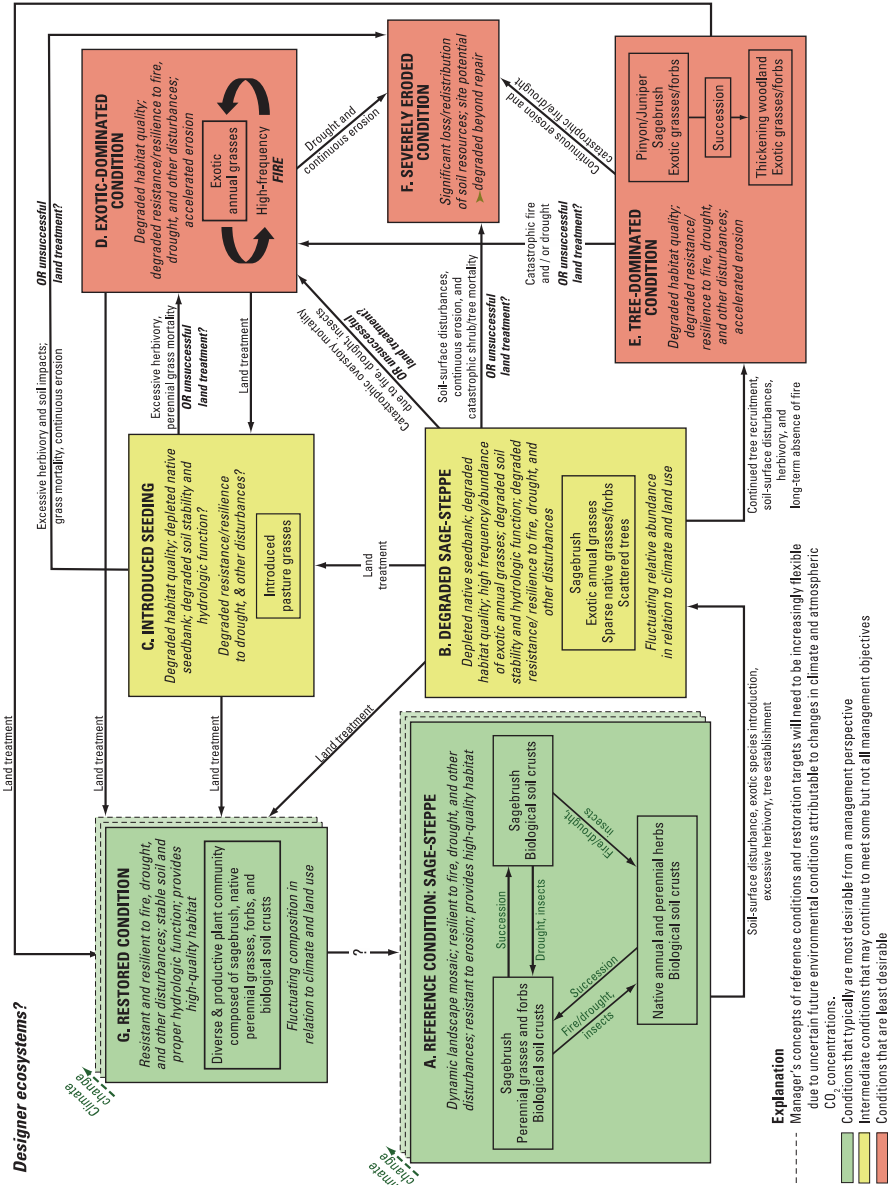 Designer ecosystems?
Land treatment
Land treatment
Land treatment
Climate
change
G. RESTORED CONDITION
Resistant and resilient to fire, drought,
and other disturbances; stable soil and
proper hydrologic function; provides
high-quality habitat
Diverse & productive plant community
composed of sagebrush, native
perennial grasses, forbs, and
biological soil crusts
Fluctuating composition in
relation to climate and land use
?
C. INTRODUCED SEEDING
Degraded habitat quality; depleted native
seedbank; degraded soil stability and
hydrologic function?
Degraded resistance/resilience
to drought, & other disturbances?
Introduced
pasture grasses
Excessive herbivory and soil impacts;
grass mortality, continuous erosion
OR unsuccessful
land treatment?
Excessive herbivory,
perennial grass mortality
OR unsuccessful
land treatment?
Land treatment
D. EXOTIC-DOMINATED
CONDITION
Degraded habitat quality;
degraded resistance/resilience to fire,
drought, and other disturbances;
accelerated erosion
Exotic
annual grasses
High-frequency
FIRE
Drought and
continuous erosion
F. SEVERELY ERODED
CONDITION
Significant loss/redistribution
of soil resources; site potential
degraded beyond repair
Land
treatment
Land treatment
Catastrophic overstory mortality
due to fire, drought, insects
OR unsuccessful
land treatment?
Soil-surface disturbances,
continuous erosion, and
catastrophic shrub/tree mortality
OR unsuccessful
land treatment?
Catastrophic fire
and / or drought
OR unsuccessful
land treatment?
Continuous erosion and
catastrophic fire/drought
Climate
change
A. REFERENCE CONDITION: SAGE-STEPPE
Dynamic landscape mosaic; resilient to fire, drought, and other
disturbances; resistant to erosion; provides high-quality habitat
Sagebrush
Perennial grasses and forbs
Biological soil crusts
Succession
Drought, insects
Sagebrush
Biological soil crusts
Succession
Fire/drought,
insects
Fire/drought,
insects
Native annual and perennial herbs
Biological soil crusts
B. DEGRADED SAGE-STEPPE
Depleted native seedbank; degraded
habitat quality; high frequency/abundance
of exotic annual grasses; degraded soil
stability and hydrologic function; degraded
resistance/ resilience to fire, drought, and
other disturbances
Sagebrush
Exotic annual grasses
Sparse native grasses/forbs
Scattered trees
Fluctuating relative abundance
in relation to climate and land use
E. TREE-DOMINATED
CONDITION
Degraded habitat quality;
degraded resistance/
resilience to fire, drought,
and other disturbances;
accelerated erosion
Pinyon/Juniper
Sagebrush
Exotic grasses/forbs
Succession
Thickening woodland
Exotic grasses/forbs
Soil-surface disturbance, exotic species introduction,
excessive herbivory, tree establishment
Continued tree recruitment,
soil-surface disturbances,
herbivory, and
long-term absence of fire
Explanation
Manager's concepts of reference conditions and restoration targets will need to be increasingly flexible
due to uncertain future environmental conditions attributable to changes in climate and atmospheric
CO2 concentrations.
Conditions that typically are most desirable from a management perspective
Intermediate conditions that may continue to meet some but not all management objectives
Conditions that are least desirable